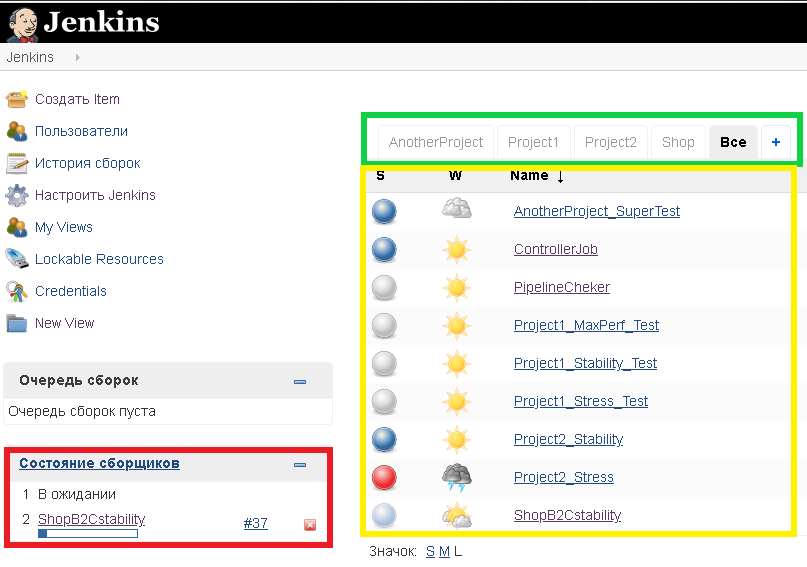 Jenkins
Jenkins
Создать Item
Пользователи
История сборок
Настроить Jenkins
My Views
Lockable Resources
Credentials
New View
Очередь сборок
Очередь сборок пуста
Состояние сборщиков
1 В ожидании
2 ShopB2Cstability #37
AnotherProject Project1 Project2 Shop Все +
S W Name ↓
AnotherProject_SuperTest
ControllerJob
PipelineCheker
Project1_MaxPerf_Test
Project1_Stability_Test
Project1_Stress_Test
Project2_Stability
Project2_Stress
ShopB2Cstability
Значок: S M L